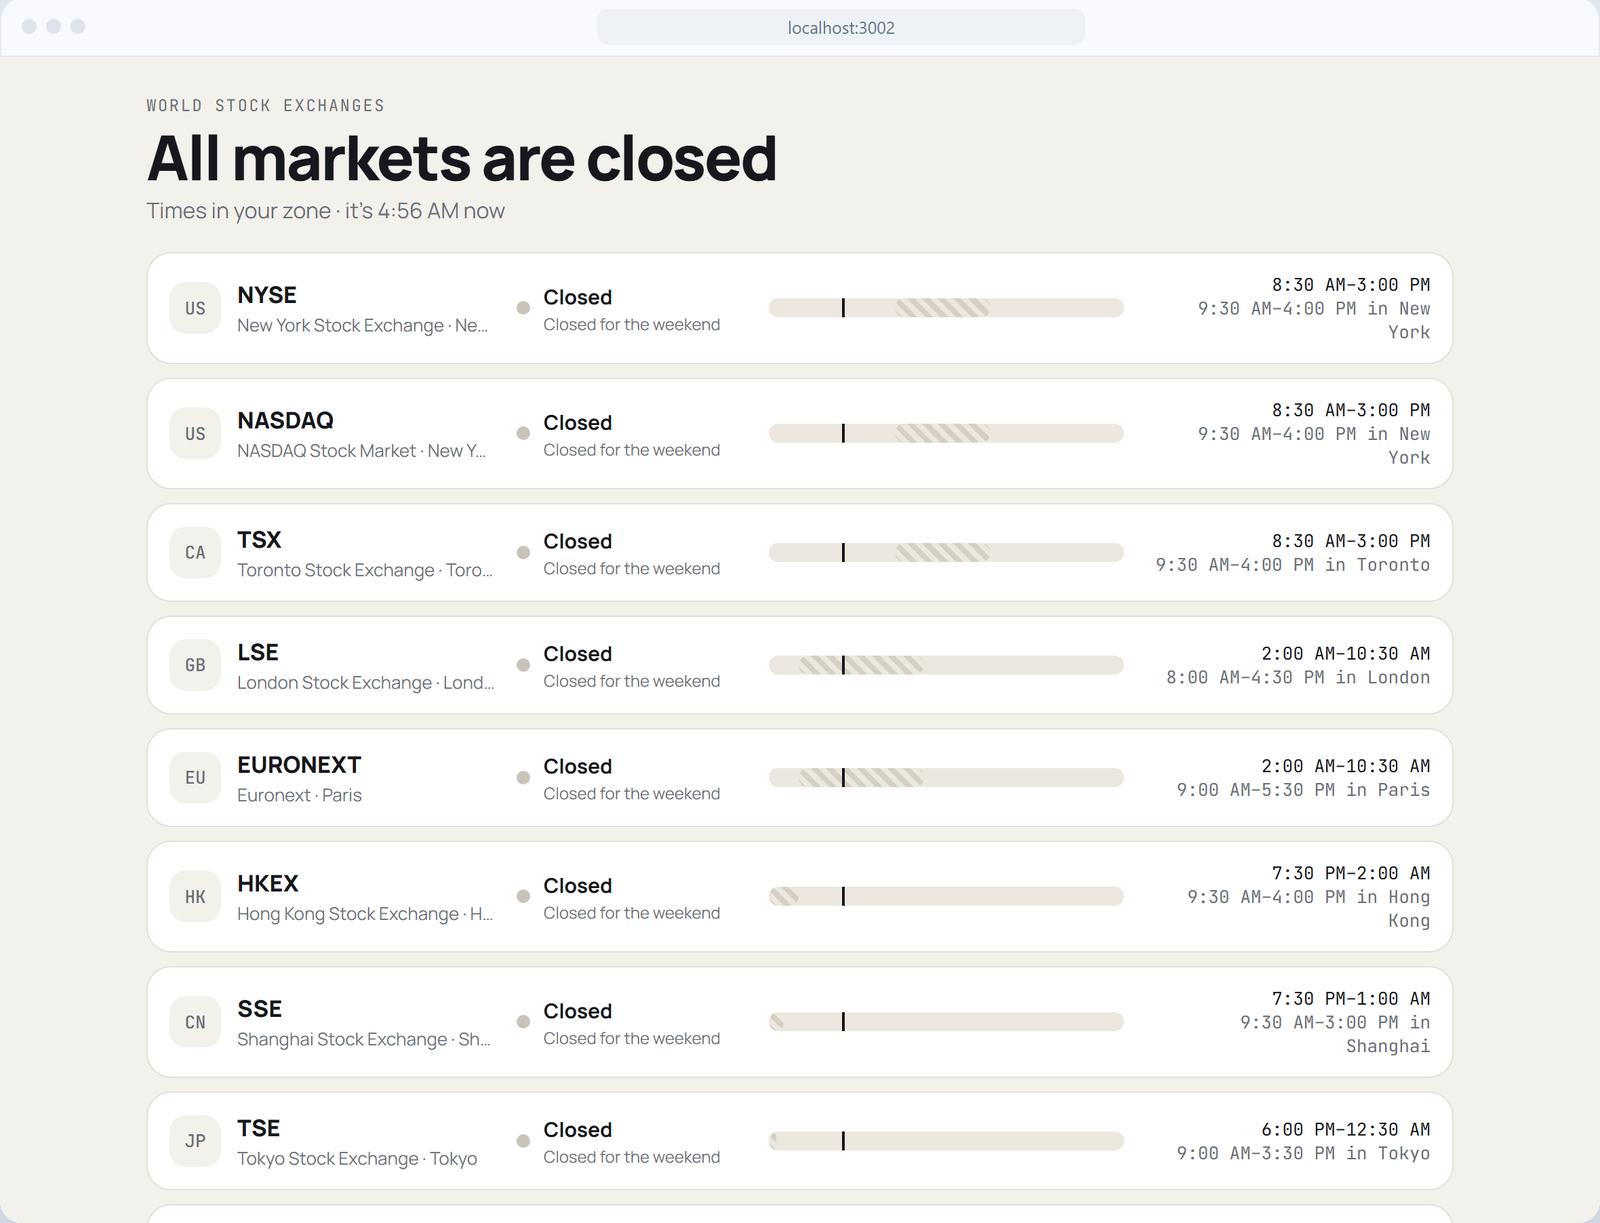 localhost:3002
WORLD STOCK EXCHANGES
All markets are closed
Times in your zone · it's 4:56 AM now
US
NYSE
New York Stock Exchange · Ne...
Closed
Closed for the weekend
8:30 AM–3:00 PM
9:30 AM–4:00 PM in New
York
US
NASDAQ
NASDAQ Stock Market · New Y...
Closed
Closed for the weekend
8:30 AM–3:00 PM
9:30 AM–4:00 PM in New
York
CA
TSX
Toronto Stock Exchange · Toro...
Closed
Closed for the weekend
8:30 AM–3:00 PM
9:30 AM–4:00 PM in Toronto
GB
LSE
London Stock Exchange · Lond...
Closed
Closed for the weekend
2:00 AM–10:30 AM
8:00 AM–4:30 PM in London
EU
EURONEXT
Euronext · Paris
Closed
Closed for the weekend
2:00 AM–10:30 AM
9:00 AM–5:30 PM in Paris
HK
HKEX
Hong Kong Stock Exchange · H...
Closed
Closed for the weekend
7:30 PM–2:00 AM
9:30 AM–4:00 PM in Hong
Kong
CN
SSE
Shanghai Stock Exchange · Sh...
Closed
Closed for the weekend
7:30 PM–1:00 AM
9:30 AM–3:00 PM in
Shanghai
JP
TSE
Tokyo Stock Exchange · Tokyo
Closed
Closed for the weekend
6:00 PM–12:30 AM
9:00 AM–3:30 PM in Tokyo